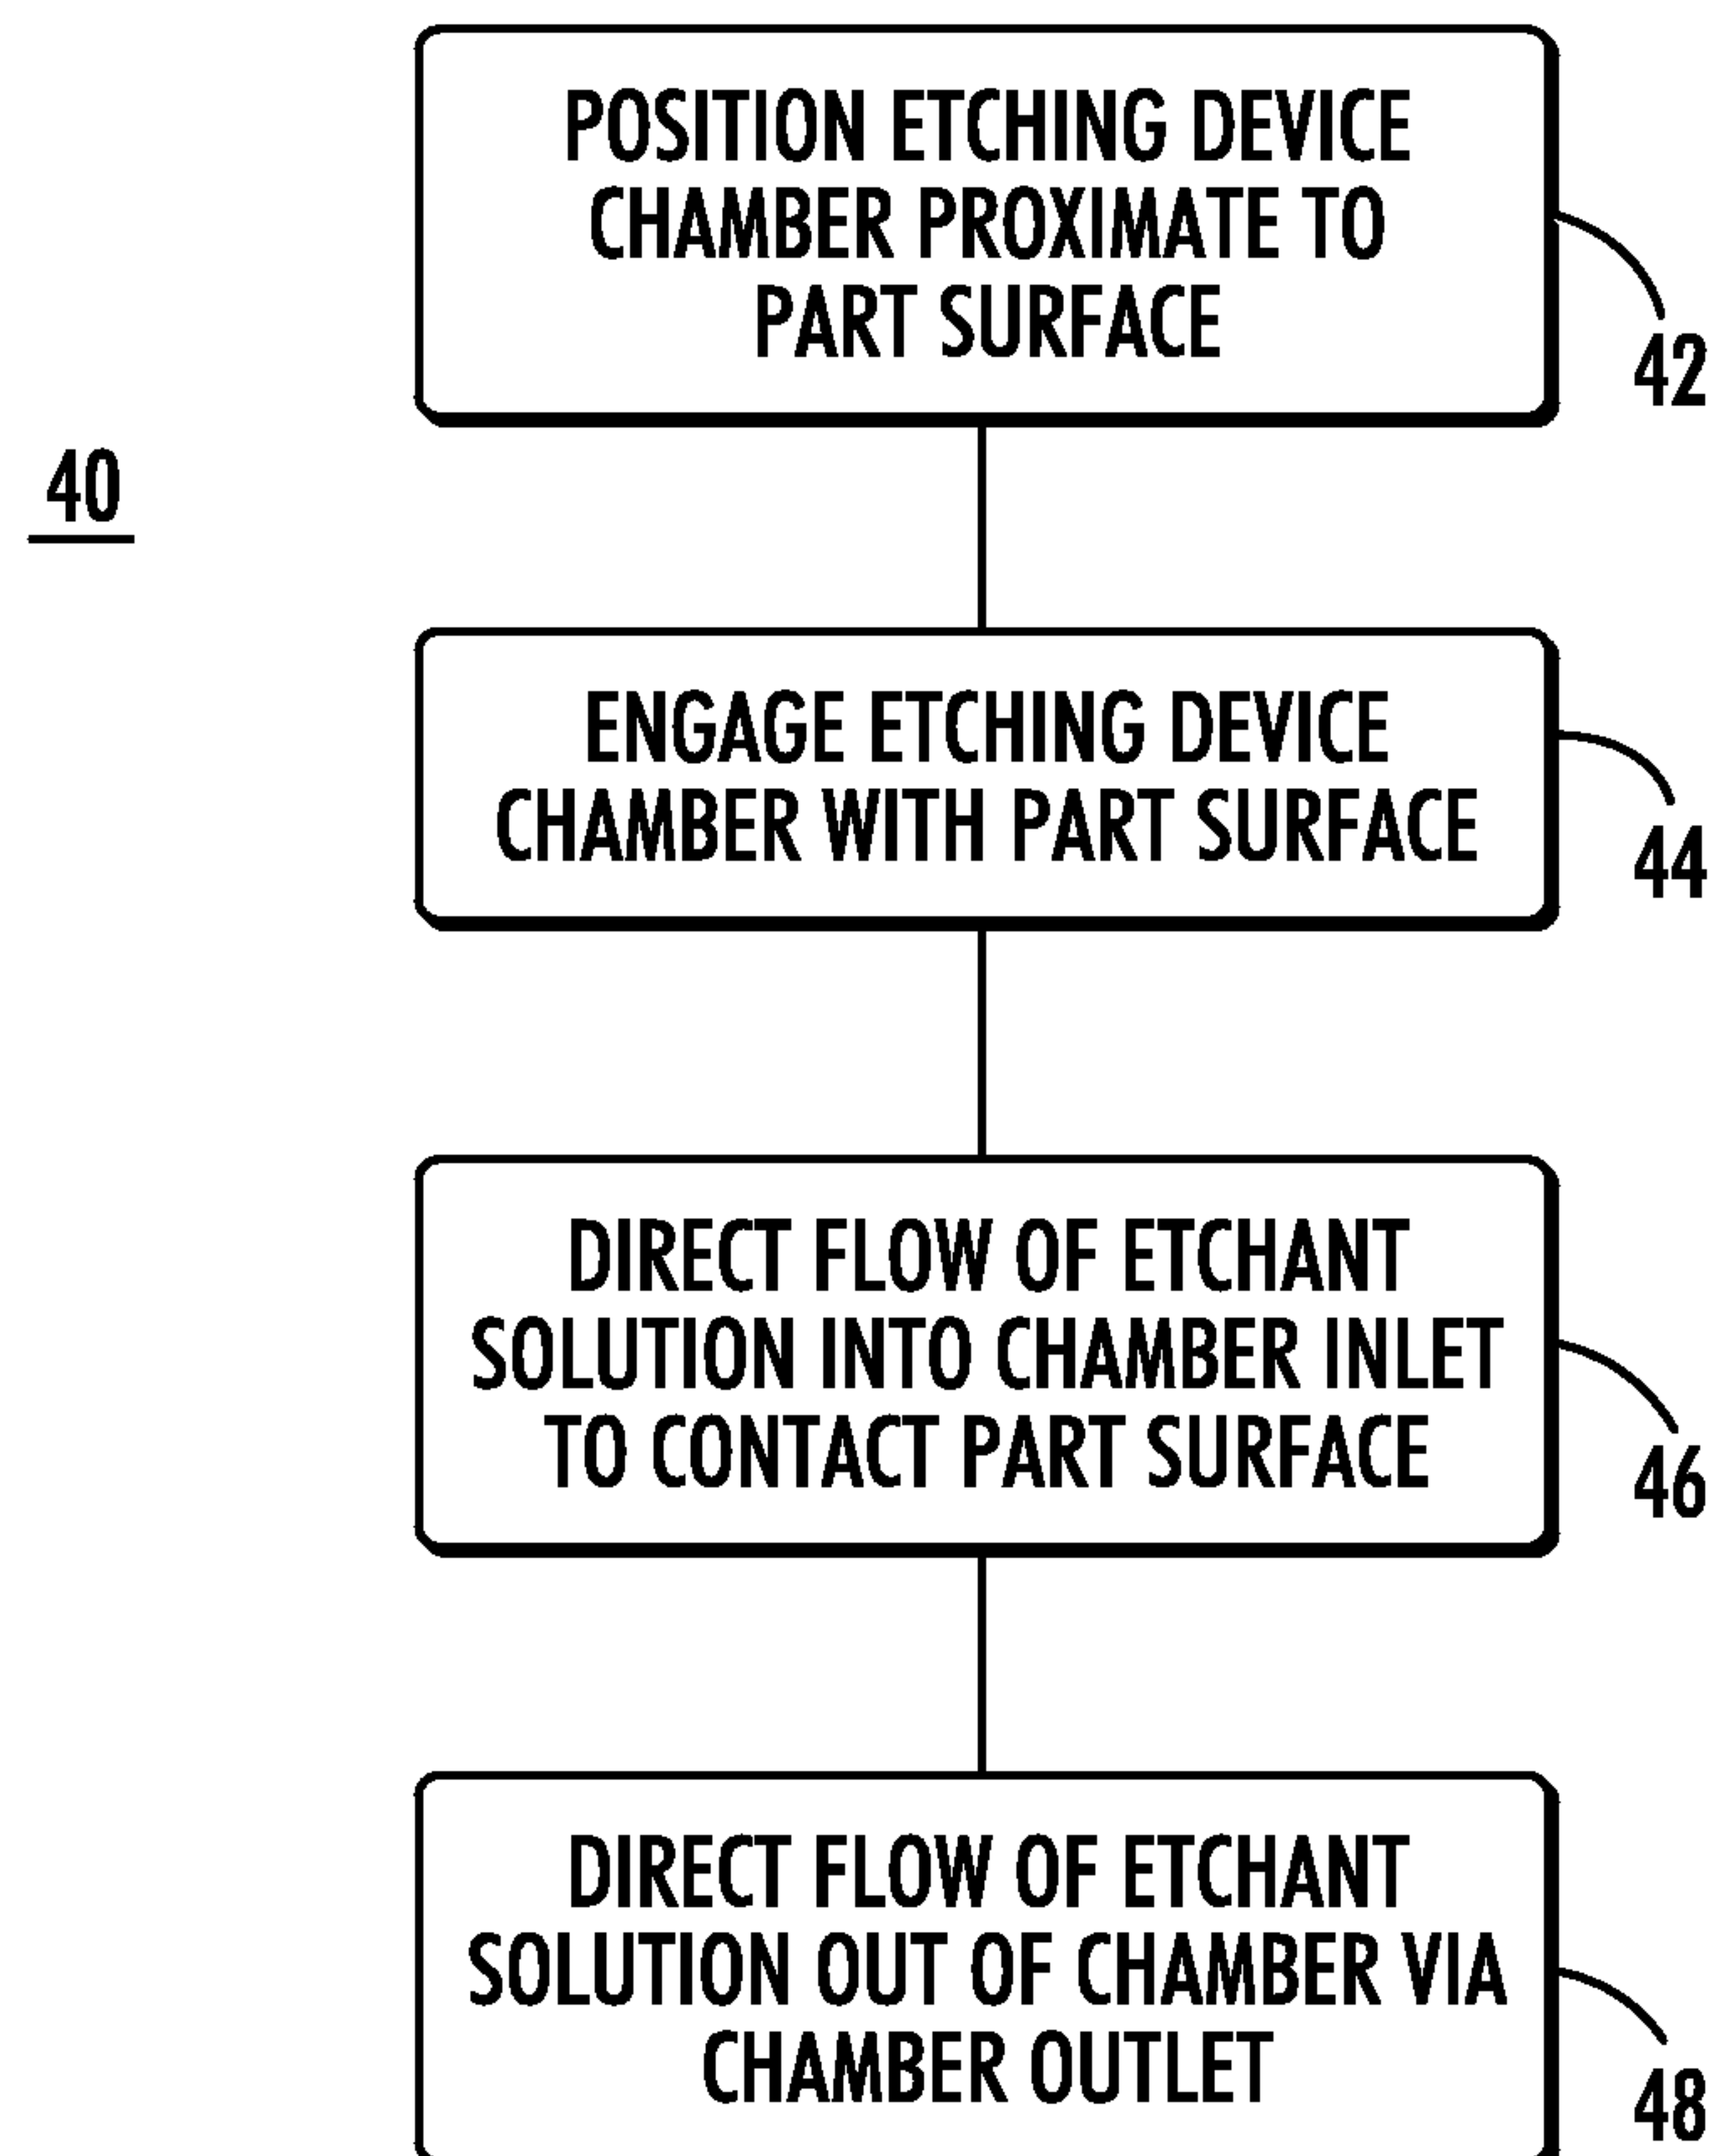 POSITION ETCHING DEVICE
CHAMBER PROXIMATE TO
PART SURFACE
42
40
ENGAGE ETCHING DEVICE
CHAMBER WITH PART SURFACE
44
DIRECT FLOW OF ETCHANT
SOLUTION INTO CHAMBER INLET
TO CONTACT PART SURFACE
46
DIRECT FLOW OF ETCHANT
SOLUTION OUT OF CHAMBER VIA
CHAMBER OUTLET
48